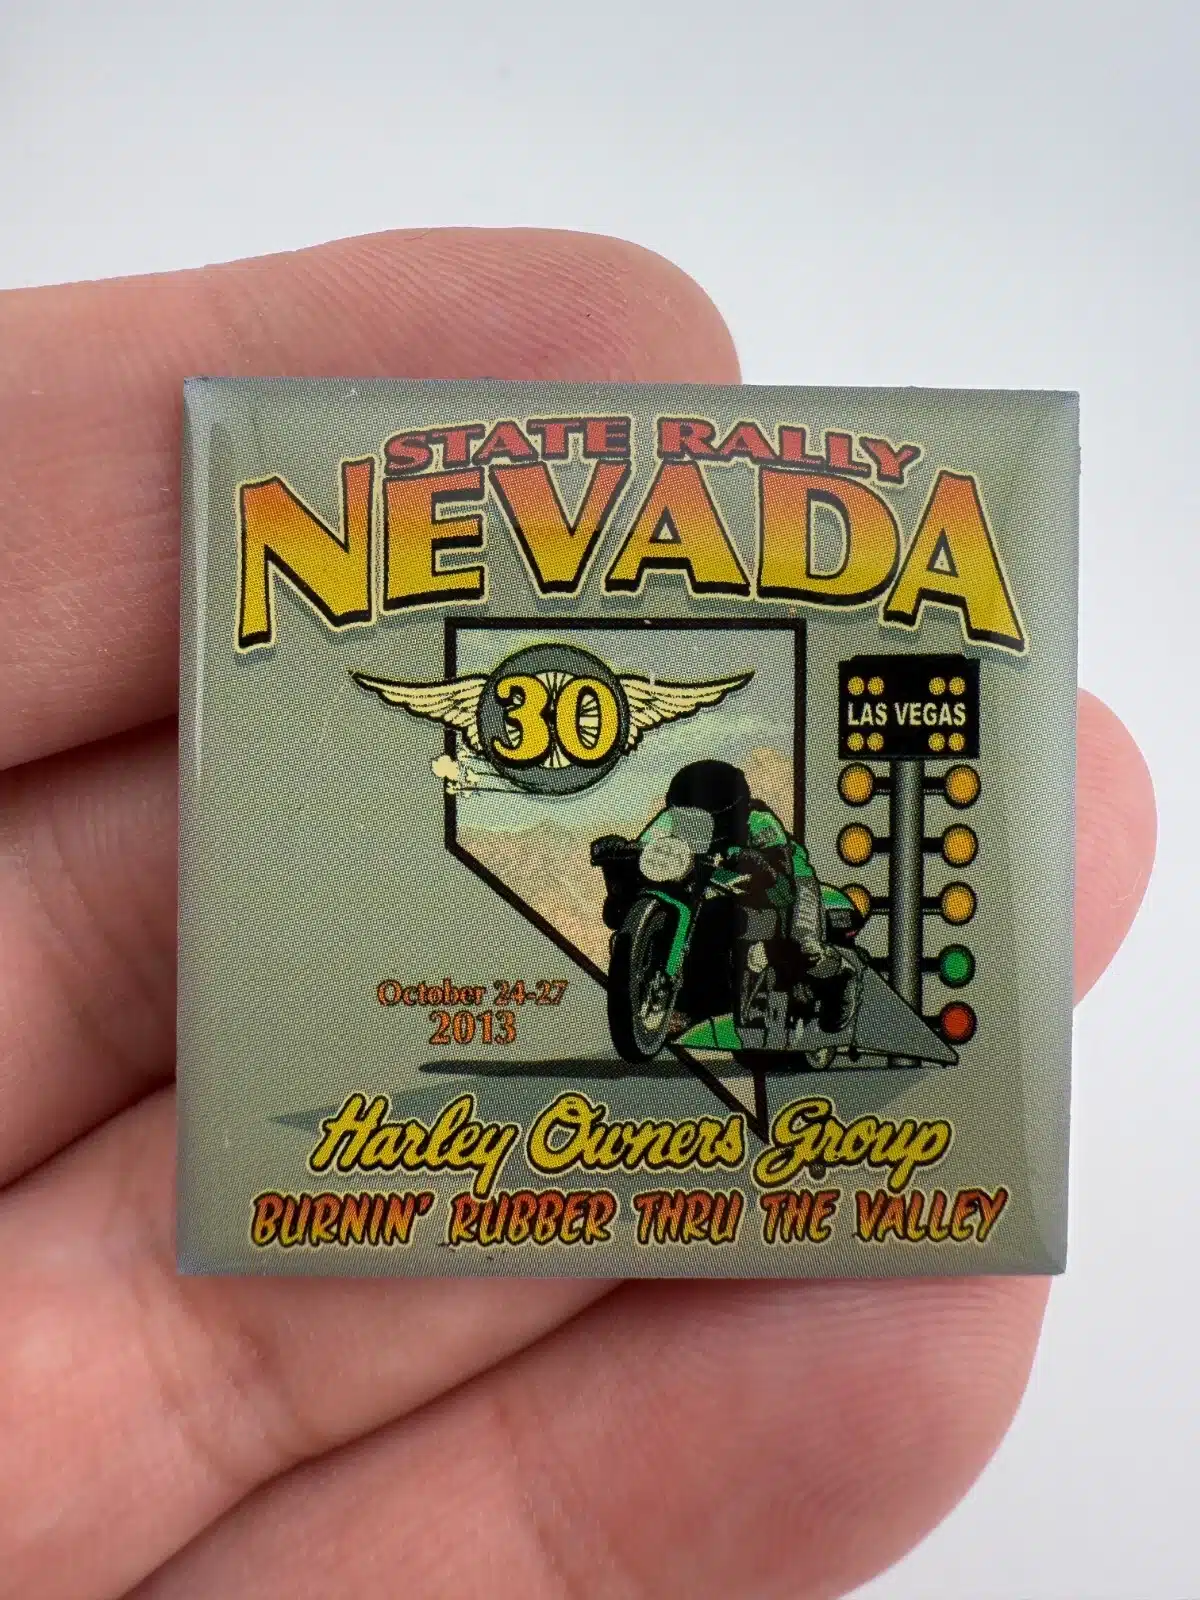 STATE RALLY
NEVADA
30
LAS VEGAS
October 24-27
2013
Harley Owners Group
®
BURNIN' RUBBER THRU THE VALLEY